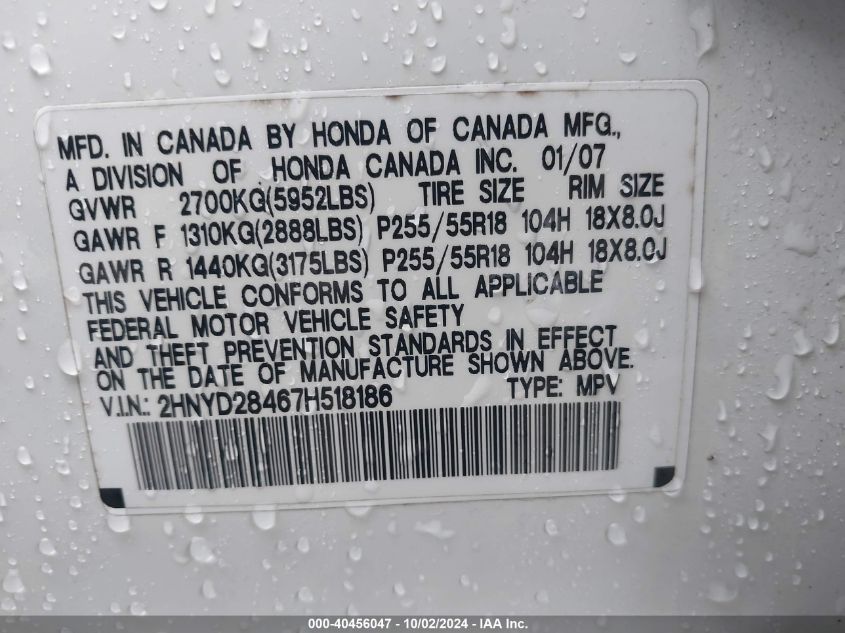 MFD. IN CANADA BY HONDA OF CANADA MFG.,
A DIVISION OF HONDA CANADA INC. 01/07
GVWR 2700KG(5952LBS) TIRE SIZE RIM SIZE
GAWR F 1310KG(2888LBS) P255/55R18 104H 18X8.0J
GAWR R 1440KG(3175LBS) P255/55R18 104H 18X8.0J
THIS VEHICLE CONFORMS TO ALL APPLICABLE
FEDERAL MOTOR VEHICLE SAFETY
AND THEFT PREVENTION STANDARDS IN EFFECT
ON THE DATE OF MANUFACTURE SHOWN ABOVE.
V.I.N.: 2HNYD28467H518186 TYPE: MPV
000-40456047 - 10/02/2024 - IAA Inc.